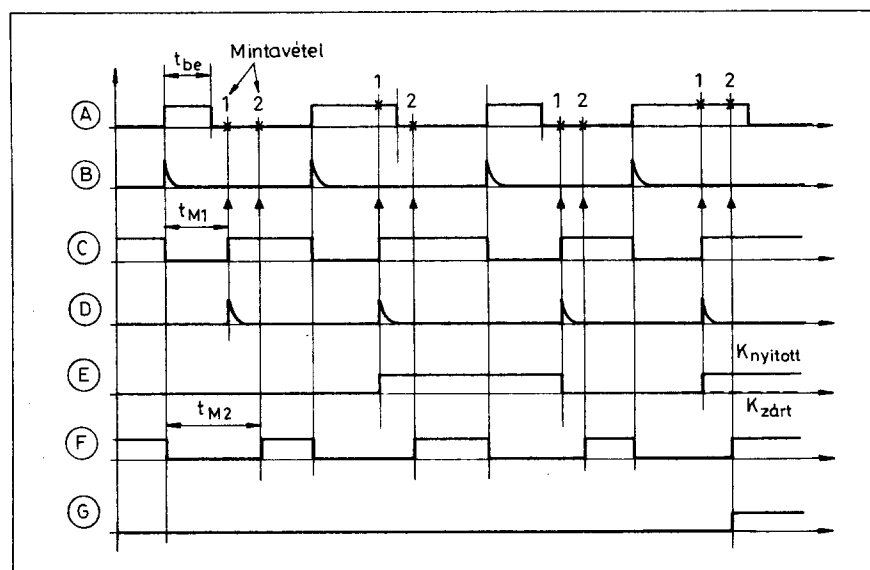 Mintavétel
t_be
1 2 1 2 1 2 1 2
A
B
t_M1
C
D
K_nyitott
E
K_zárt
t_M2
F
G